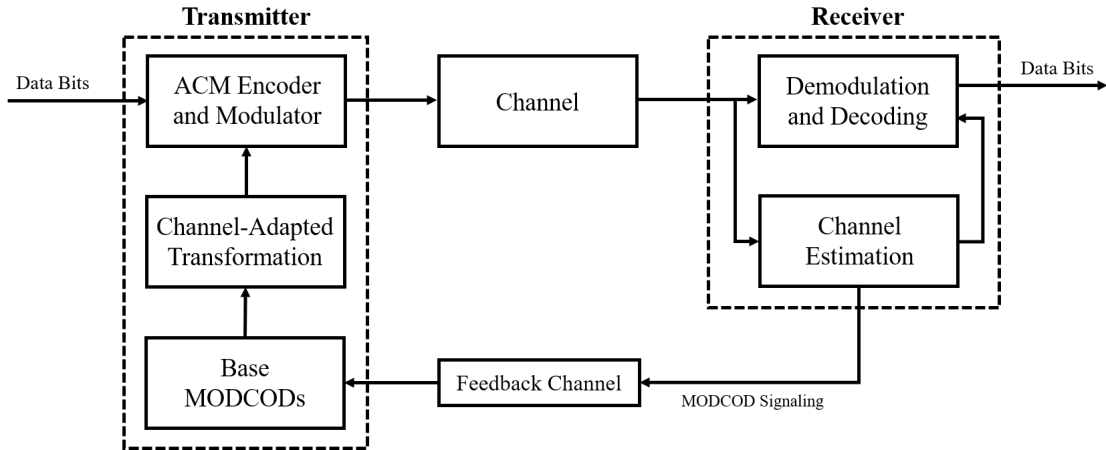 Transmitter
Receiver
Data Bits
ACM Encoder
and Modulator
Channel
Demodulation
and Decoding
Data Bits
Channel-Adapted
Transformation
Channel
Estimation
Base
MODCODs
Feedback Channel
MODCOD Signaling